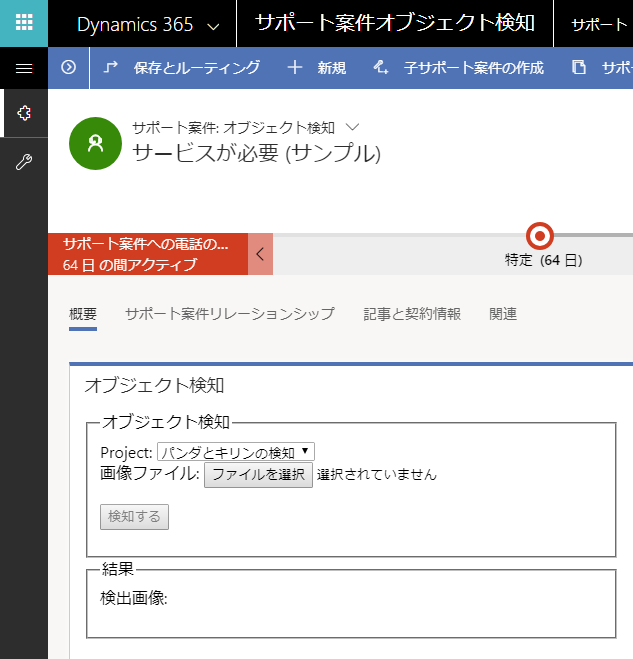 Dynamics 365 サポート案件オブジェクト検知 サポート
保存とルーティング 新規 子サポート案件の作成 サポ
サポート案件: オブジェクト検知
サービスが必要 (サンプル)
サポート案件への電話の...
64 日 の間アクティブ
特定 (64 日)
概要 サポート案件リレーションシップ 記事と契約情報 関連
オブジェクト検知
オブジェクト検知
Project: パンダとキリンの検知
画像ファイル: ファイルを選択 選択されていません
検知する
結果
検出画像: